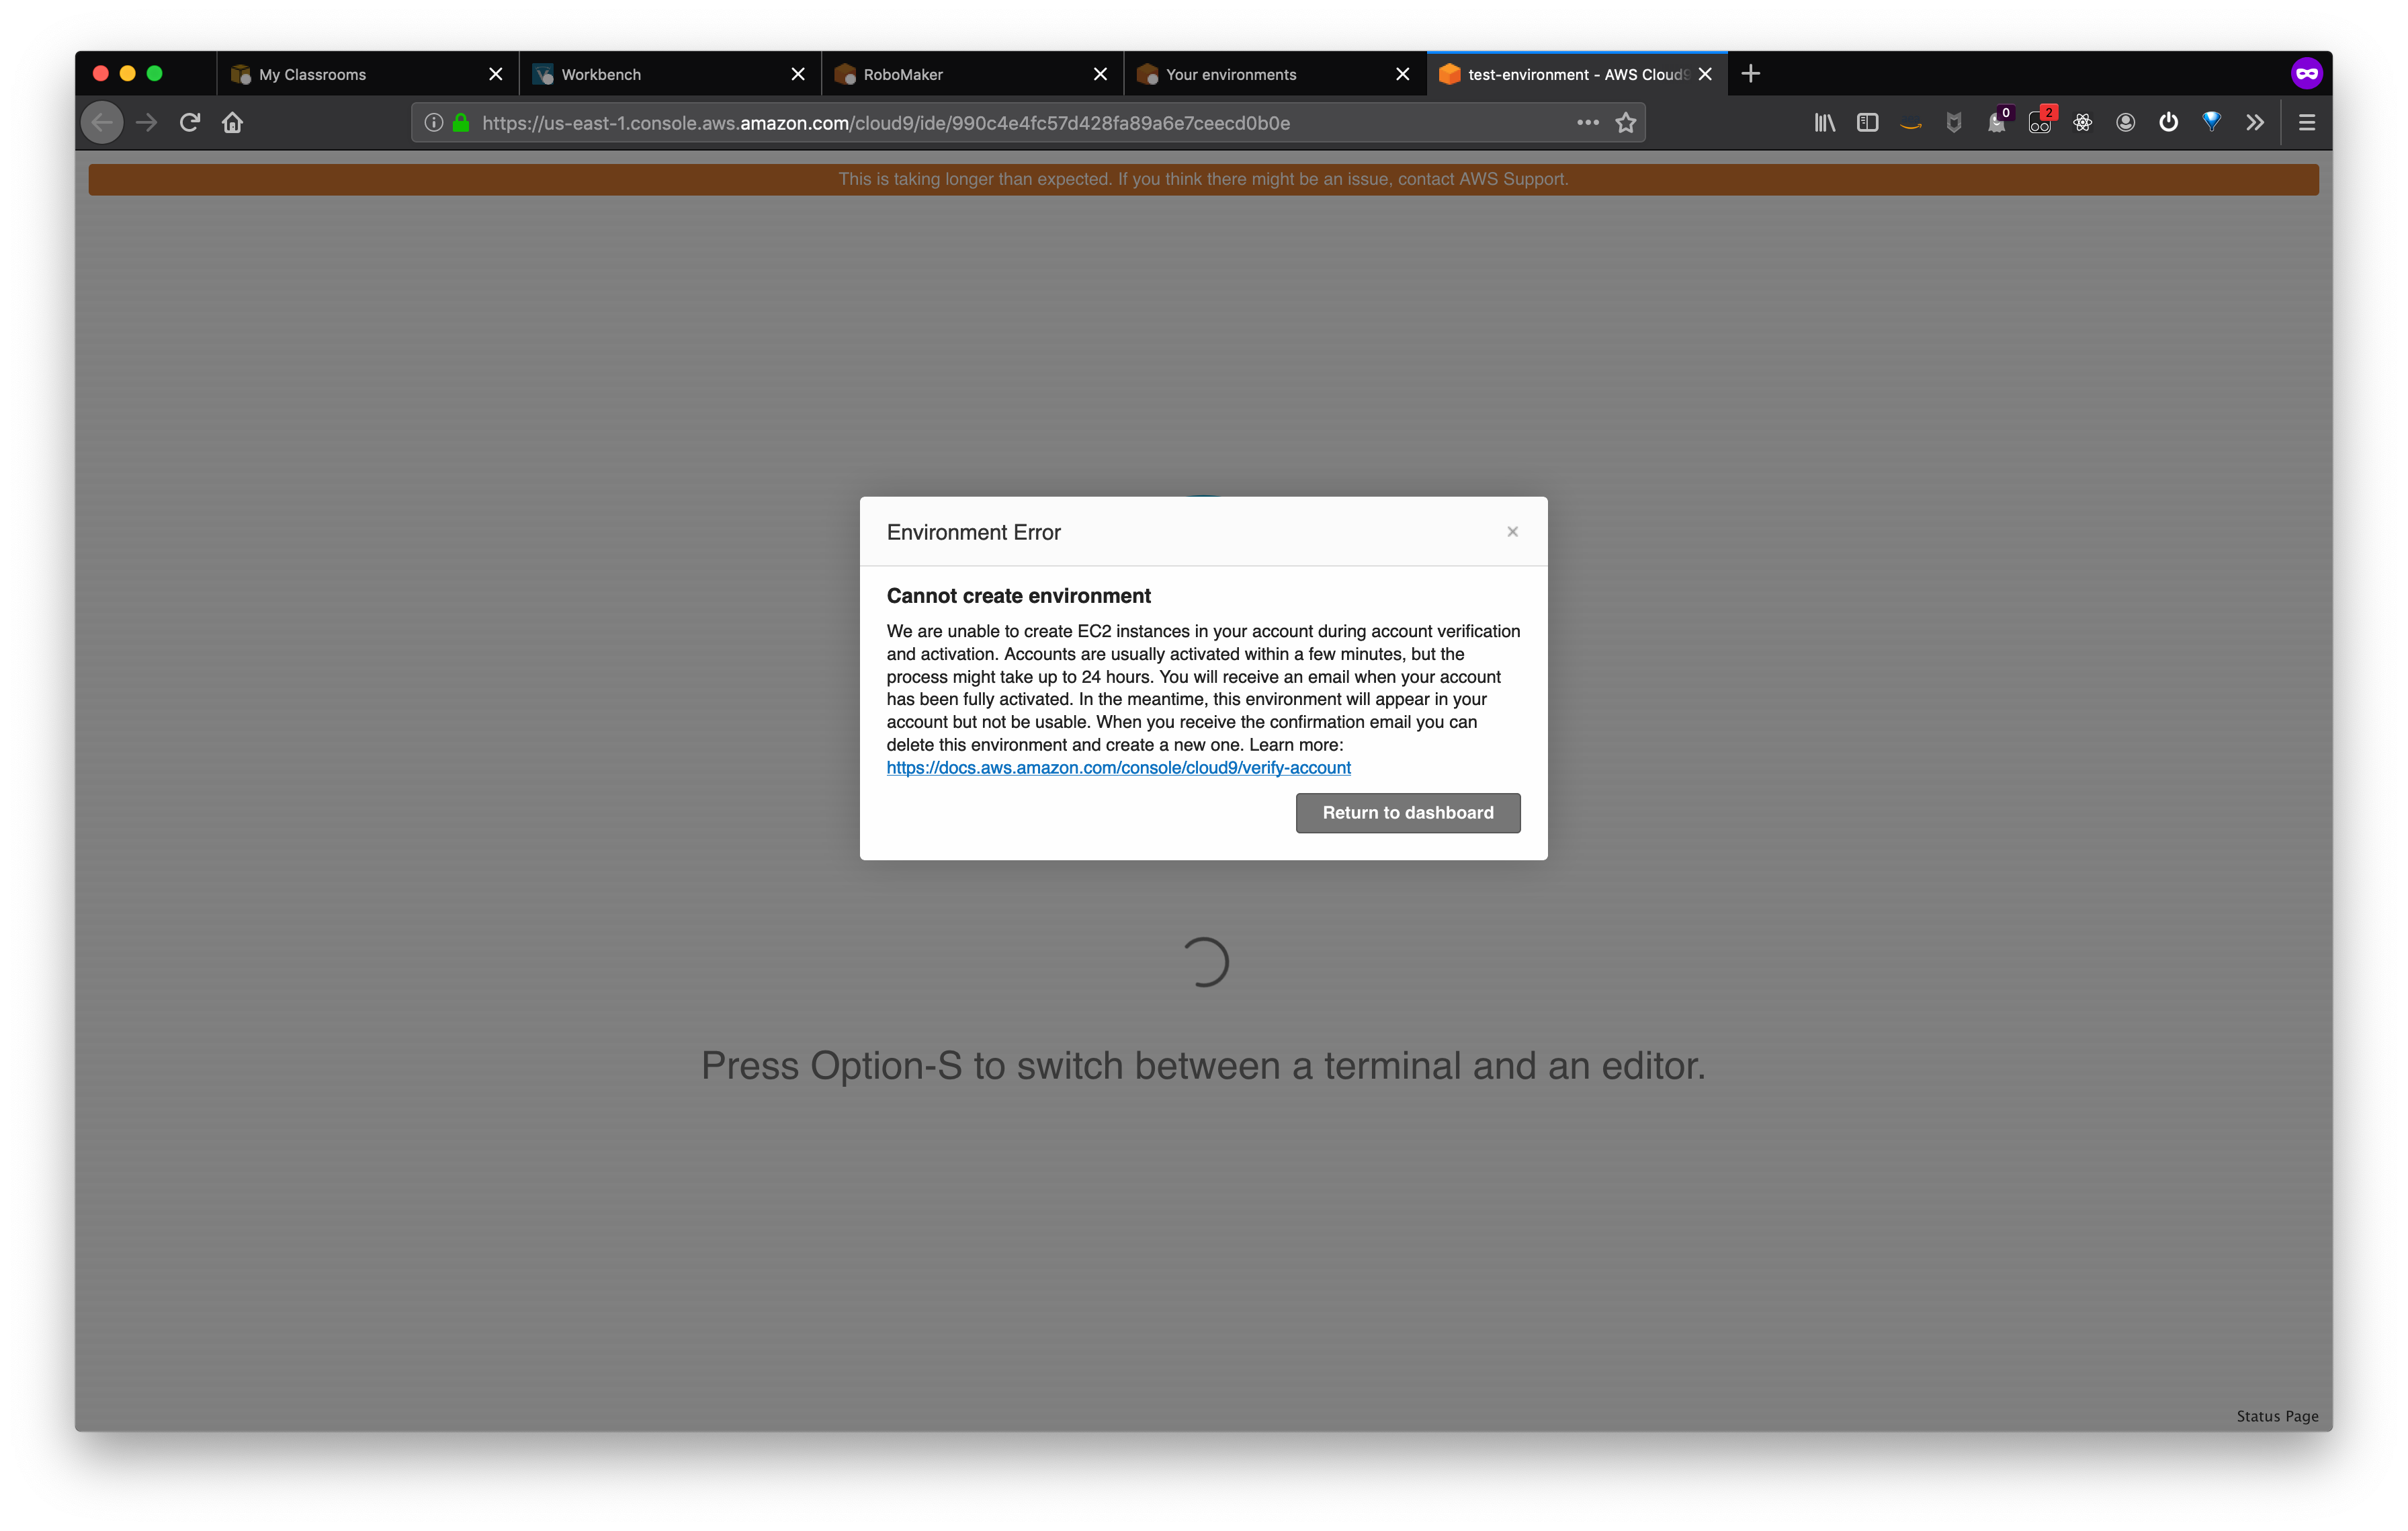 My Classrooms
Workbench
RoboMaker
Your environments
test-environment - AWS Cloud9
https://us-east-1.console.aws.amazon.com/cloud9/ide/990c4e4fc57d428fa89a6e7ceecd0b0e
0
2
This is taking longer than expected. If you think there might be an issue, contact AWS Support.
Environment Error
Cannot create environment
We are unable to create EC2 instances in your account during account verification
and activation. Accounts are usually activated within a few minutes, but the
process might take up to 24 hours. You will receive an email when your account
has been fully activated. In the meantime, this environment will appear in your
account but not be usable. When you receive the confirmation email you can
delete this environment and create a new one. Learn more:
https://docs.aws.amazon.com/console/cloud9/verify-account
Return to dashboard
Press Option-S to switch between a terminal and an editor.
Status Page